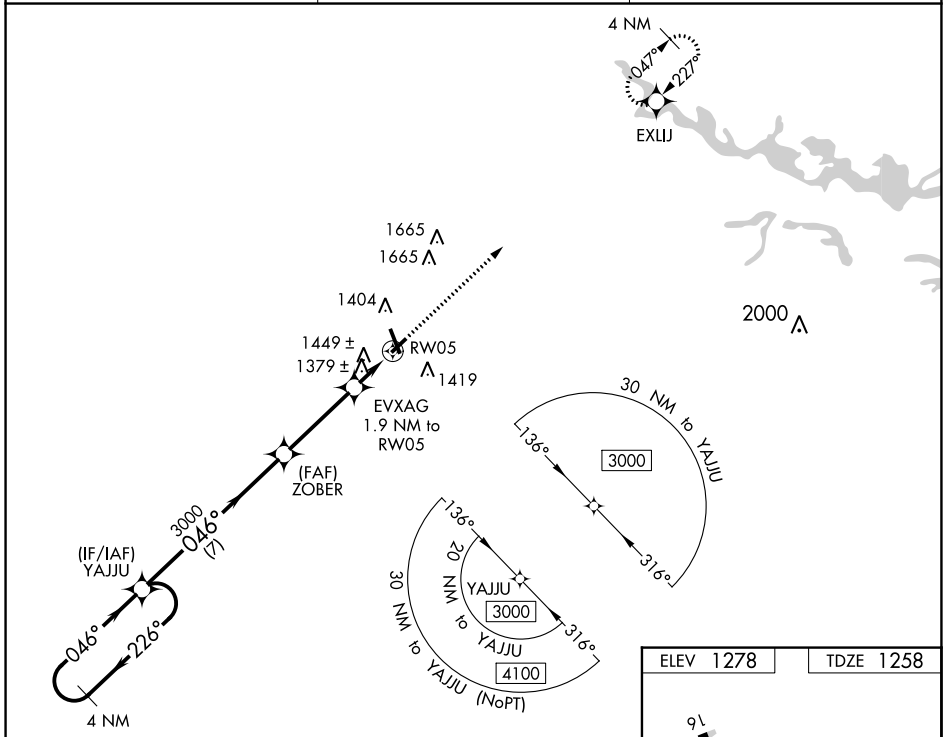 4 NM
047°
227°
EXLIJ
1665
1665
1404
2000
1449 ±
RW05
1379 ±
1419
EVXAG
1.9 NM to
RW05
30 NM to YAJJU
136°
3000
316°
(FAF)
ZOBER
3000
046°
(7)
(IF/IAF)
YAJJU
136°
20 NM to YAJJU
YAJJU
3000
316°
30 NM to YAJJU (NoPT)
4100
046°
226°
4 NM
ELEV 1278
TDZE 1258
16